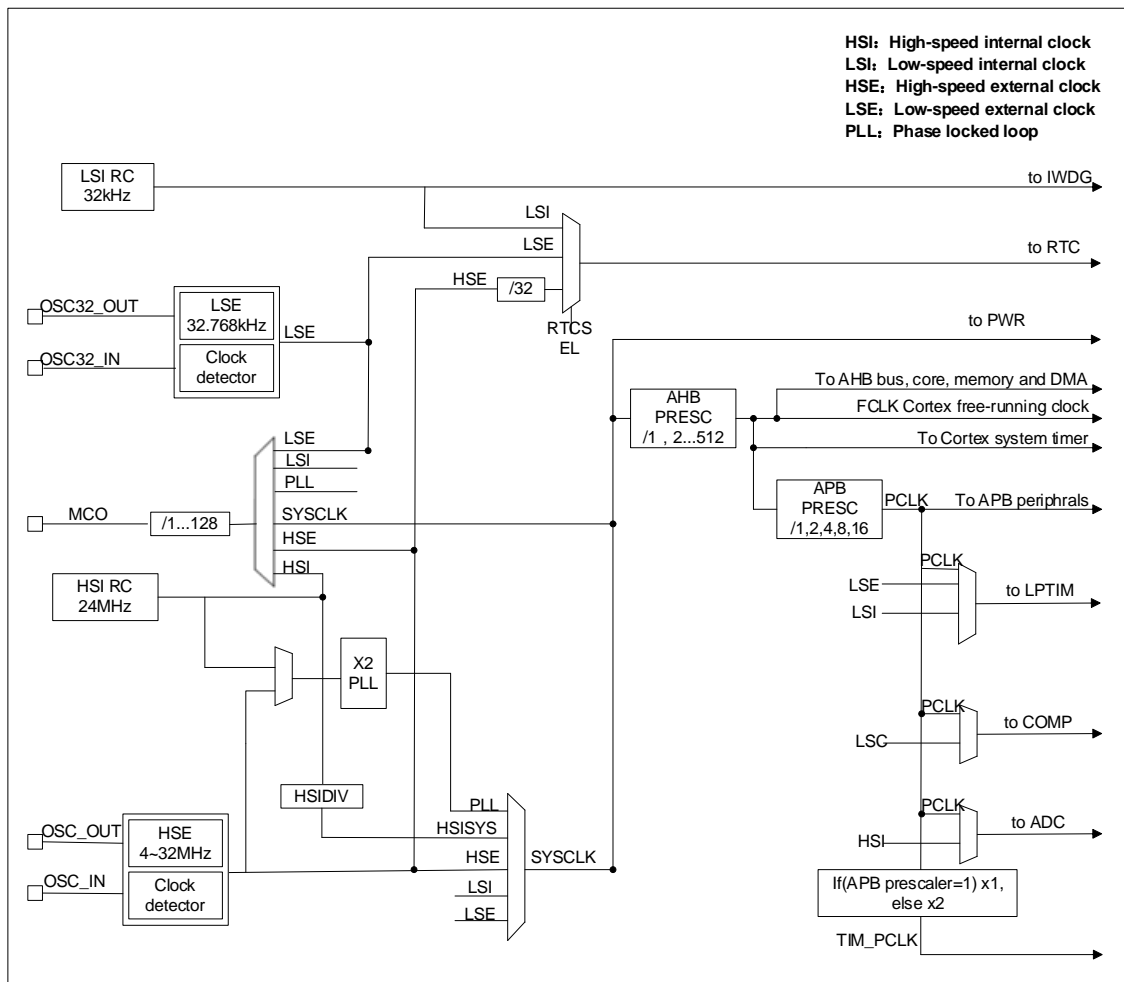 HSI：High-speed internal clock
LSI：Low-speed internal clock
HSE：High-speed external clock
LSE：Low-speed external clock
PLL：Phase locked loop
LSI RC
32kHz
to IWDG
LSI
LSE
to RTC
HSE
/32
RTCS
EL
OSC32_OUT
LSE
32.768kHz
LSE
OSC32_IN
Clock
detector
to PWR
AHB
PRESC
/1 , 2...512
To AHB bus, core, memory and DMA
FCLK Cortex free-running clock
To Cortex system timer
LSE
LSI
PLL
MCO
/1...128
SYSCLK
HSE
HSI
APB
PRESC
/1,2,4,8,16
PCLK
To APB periphrals
HSI RC
24MHz
PCLK
LSE
LSI
to LPTIM
X2
PLL
PCLK
LSC
to COMP
HSIDIV
PLL
HSISYS
HSE
LSI
LSE
SYSCLK
OSC_OUT
HSE
4~32MHz
OSC_IN
Clock
detector
PCLK
HSI
to ADC
If(APB prescaler=1) x1,
else x2
TIM_PCLK